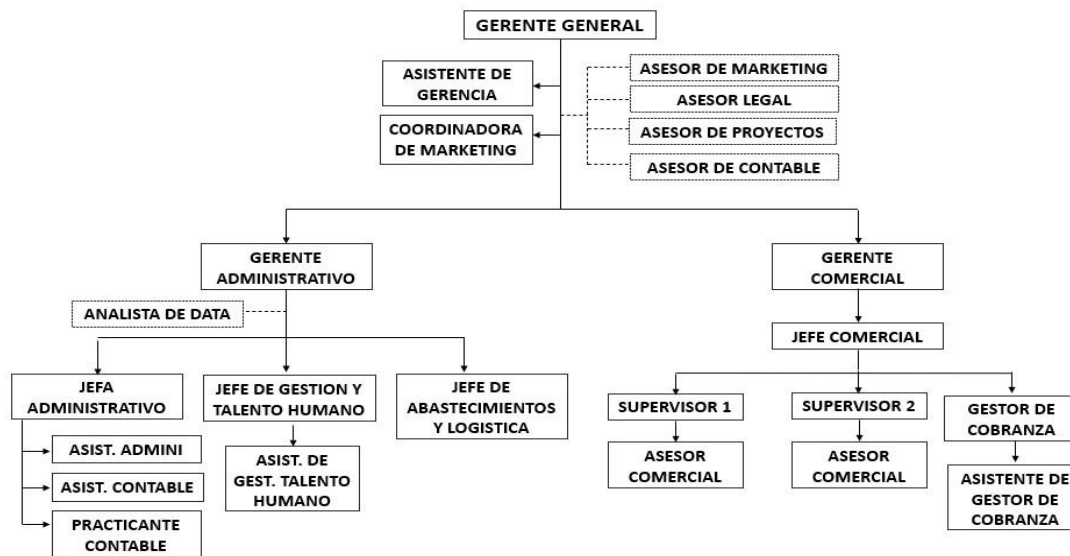 GERENTE GENERAL
ASISTENTE DE
GERENCIA
COORDINADORA
DE MARKETING
ASESOR DE MARKETING
ASESOR LEGAL
ASESOR DE PROYECTOS
ASESOR DE CONTABLE
GERENTE
ADMINISTRATIVO
ANALISTA DE DATA
JEFA
ADMINISTRATIVO
ASIST. ADMINI
ASIST. CONTABLE
PRACTICANTE
CONTABLE
JEFE DE GESTION Y
TALENTO HUMANO
ASIST. DE
GEST. TALENTO
HUMANO
JEFE DE
ABASTECIMIENTOS
Y LOGISTICA
GERENTE
COMERCIAL
JEFE COMERCIAL
SUPERVISOR 1
ASESOR
COMERCIAL
SUPERVISOR 2
ASESOR
COMERCIAL
GESTOR DE
COBRANZA
ASISTENTE DE
GESTOR DE
COBRANZA